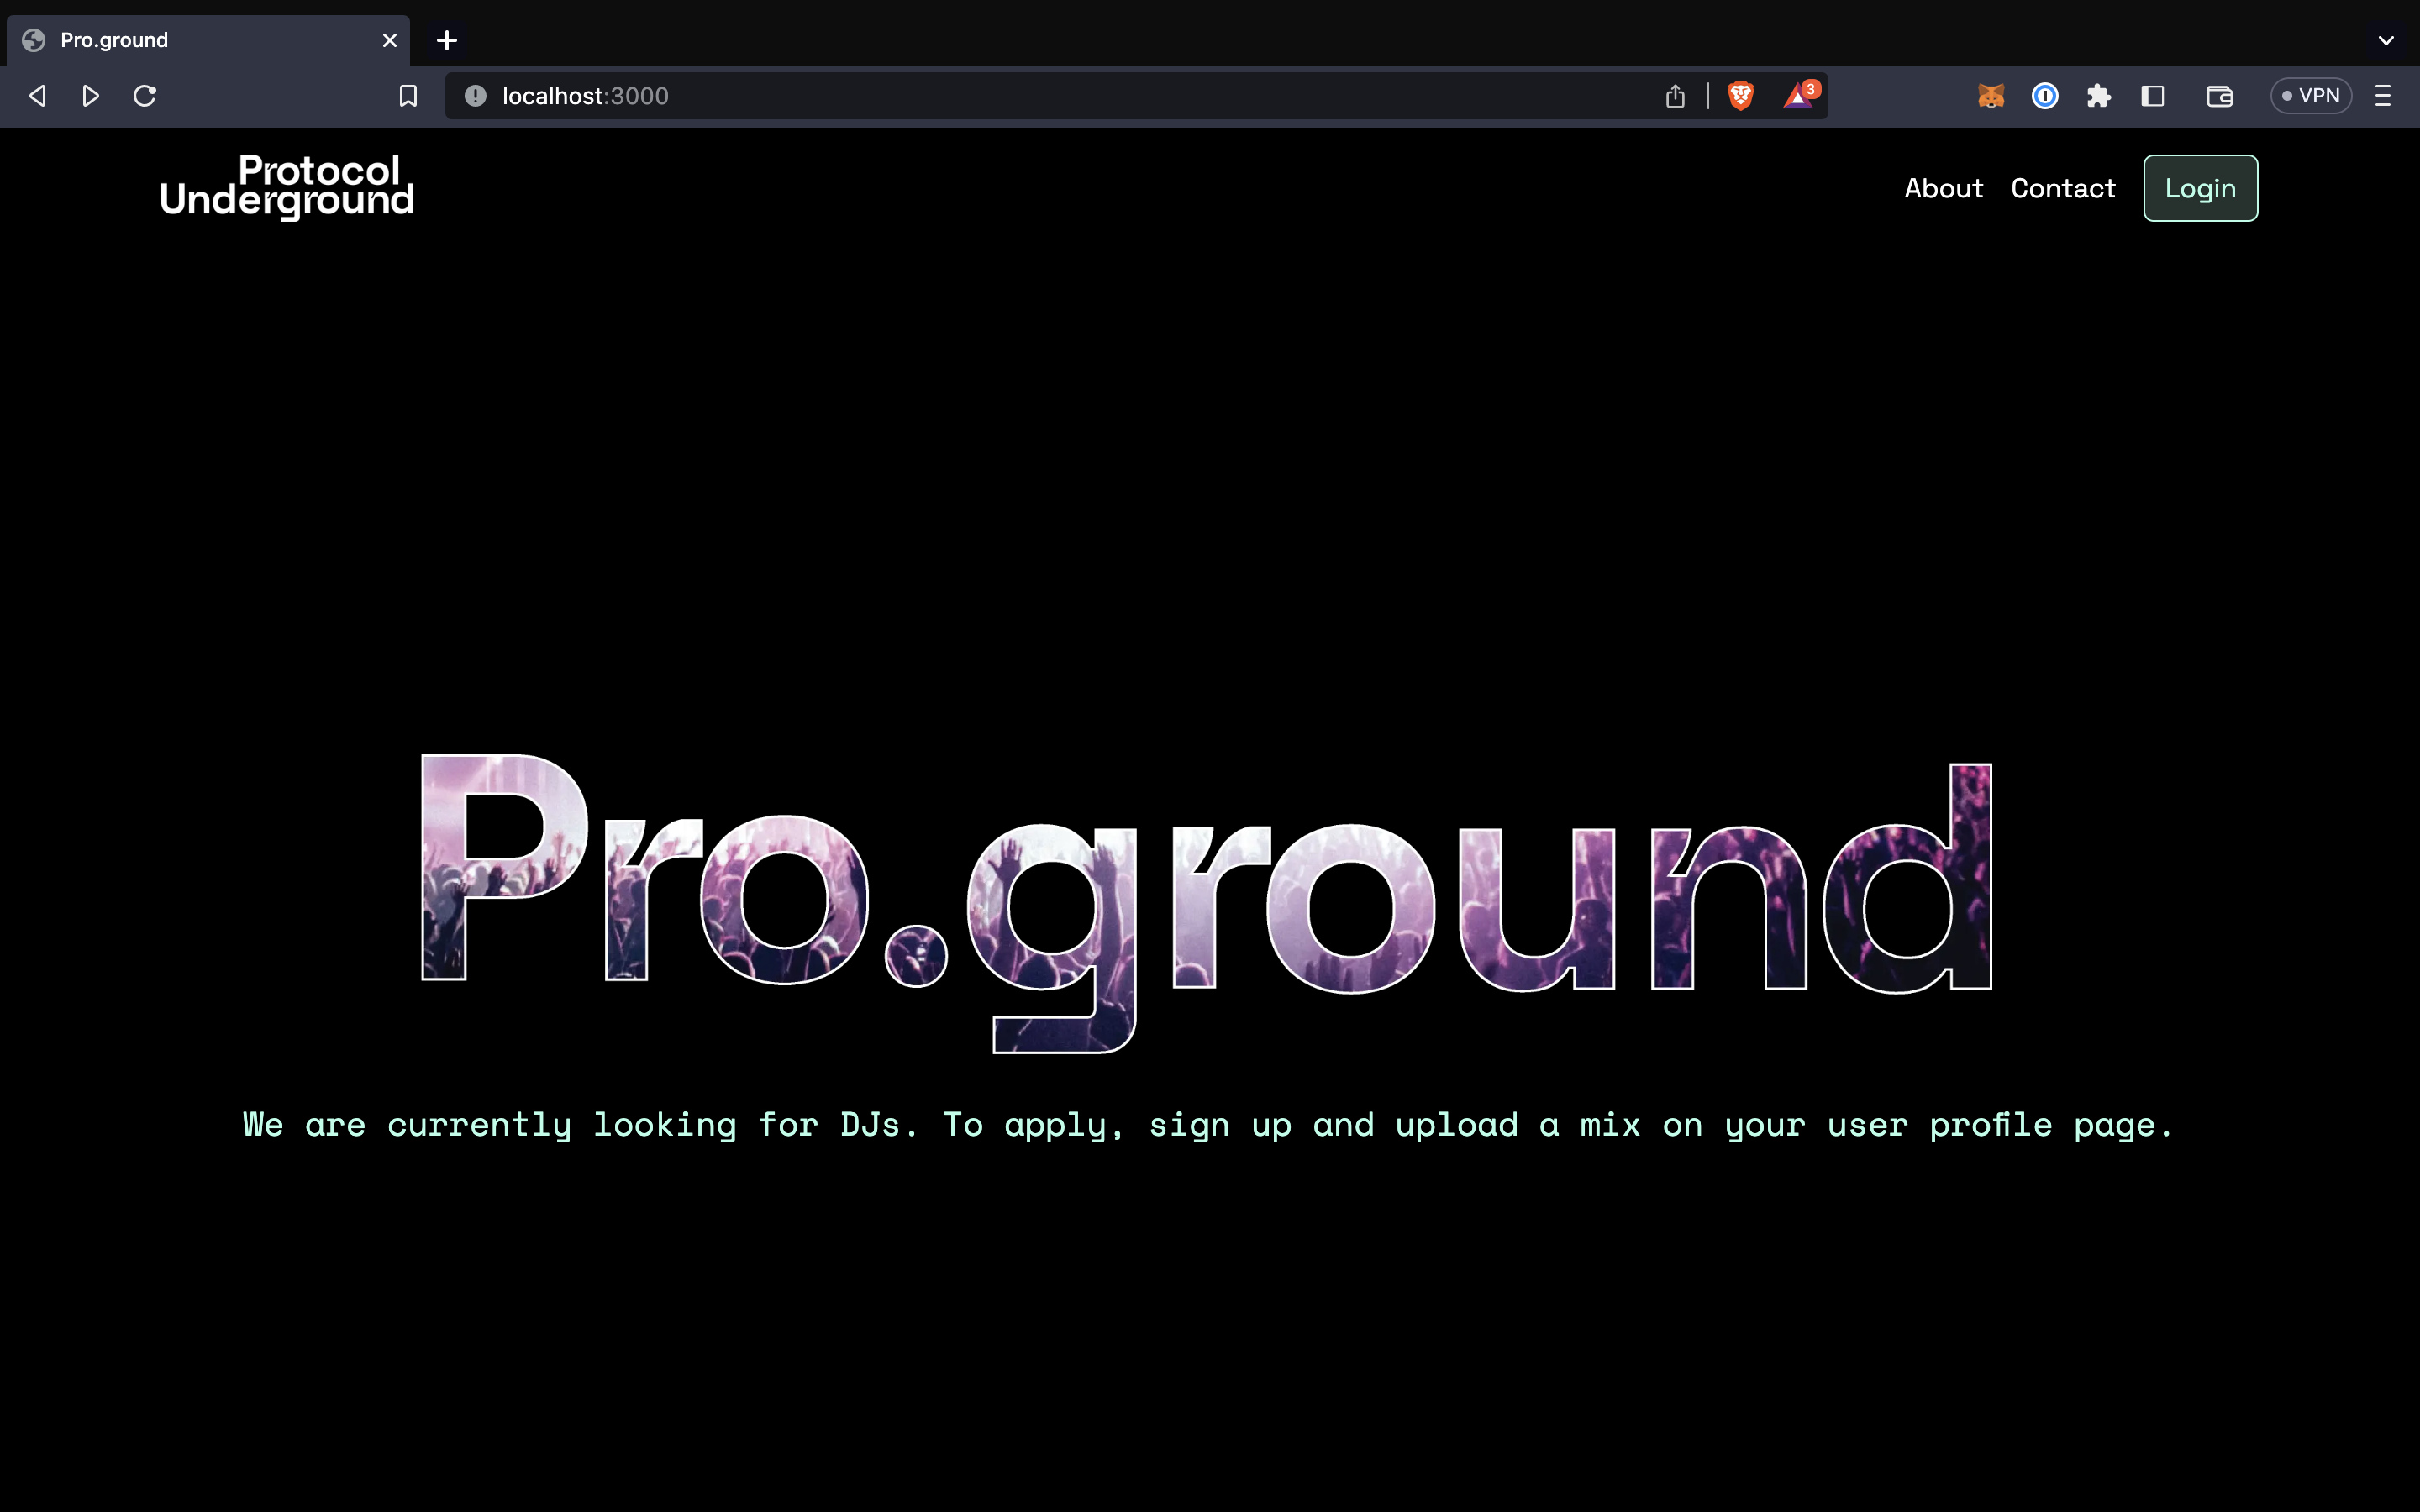 Pro.ground
localhost:3000
3
VPN
Protocol
Underground
About Contact Login
Pro.ground
We are currently looking for DJs. To apply, sign up and upload a mix on your user profile page.